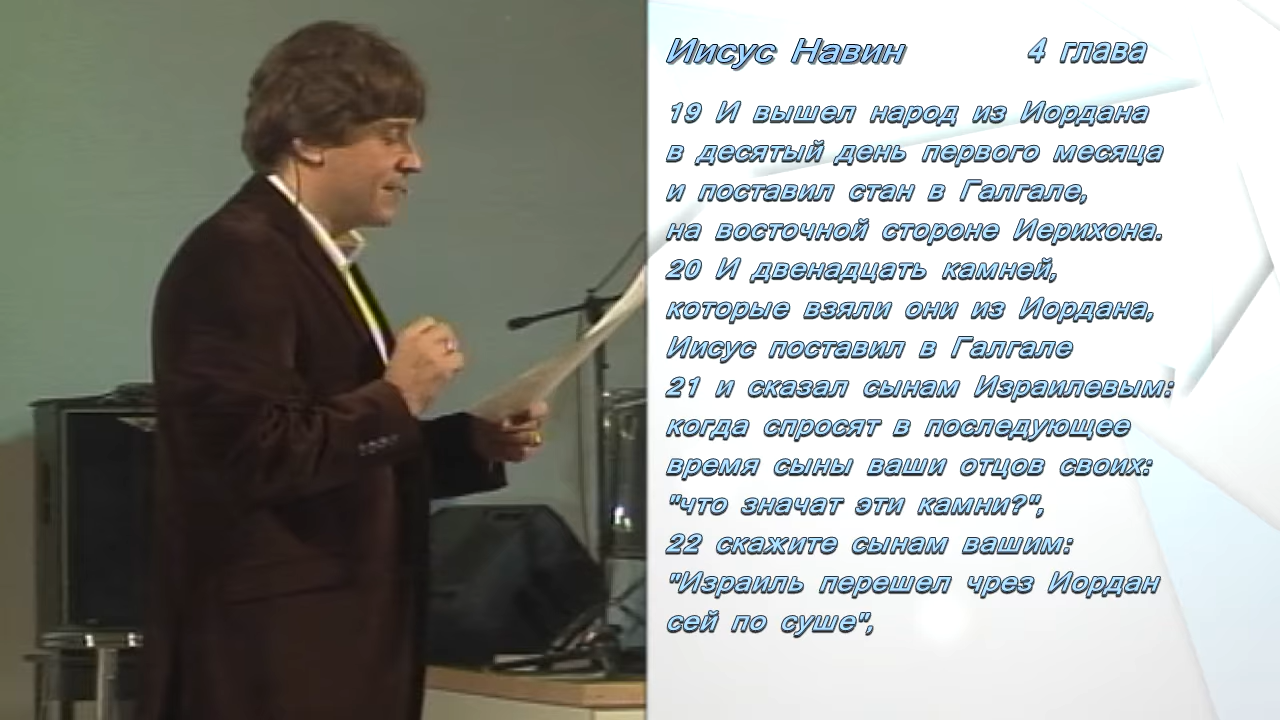 Иисус Навин 4 глава
19 И вышел народ из Иордана
в десятый день первого месяца
и поставил стан в Галгале,
на восточной стороне Иерихона.
20 И двенадцать камней,
которые взяли они из Иордана,
Иисус поставил в Галгале
21 и сказал сынам Израилевым:
когда спросят в последующее
время сыны ваши отцов своих:
"что значат эти камни?",
22 скажите сынам вашим:
"Израиль перешел чрез Иордан
сей по суше",